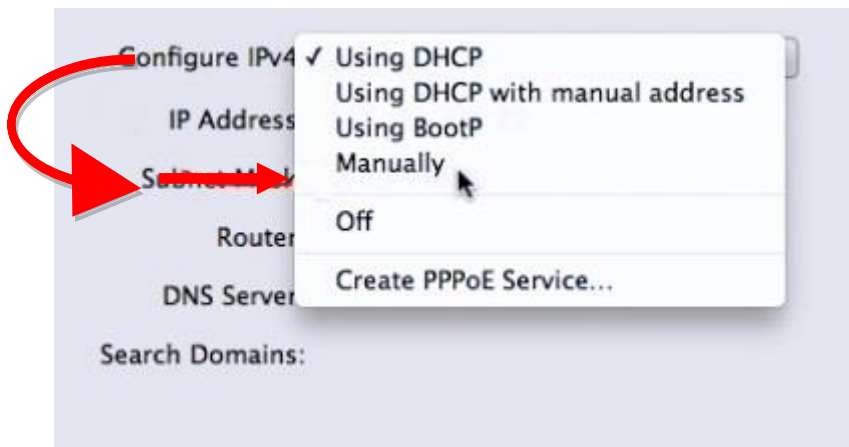 Configure IPv4 ✓ Using DHCP
Using DHCP with manual address
IP Address
Using BootP
Manually
Subnet
Off
Router
Create PPPoE Service...
DNS Server
Search Domains: